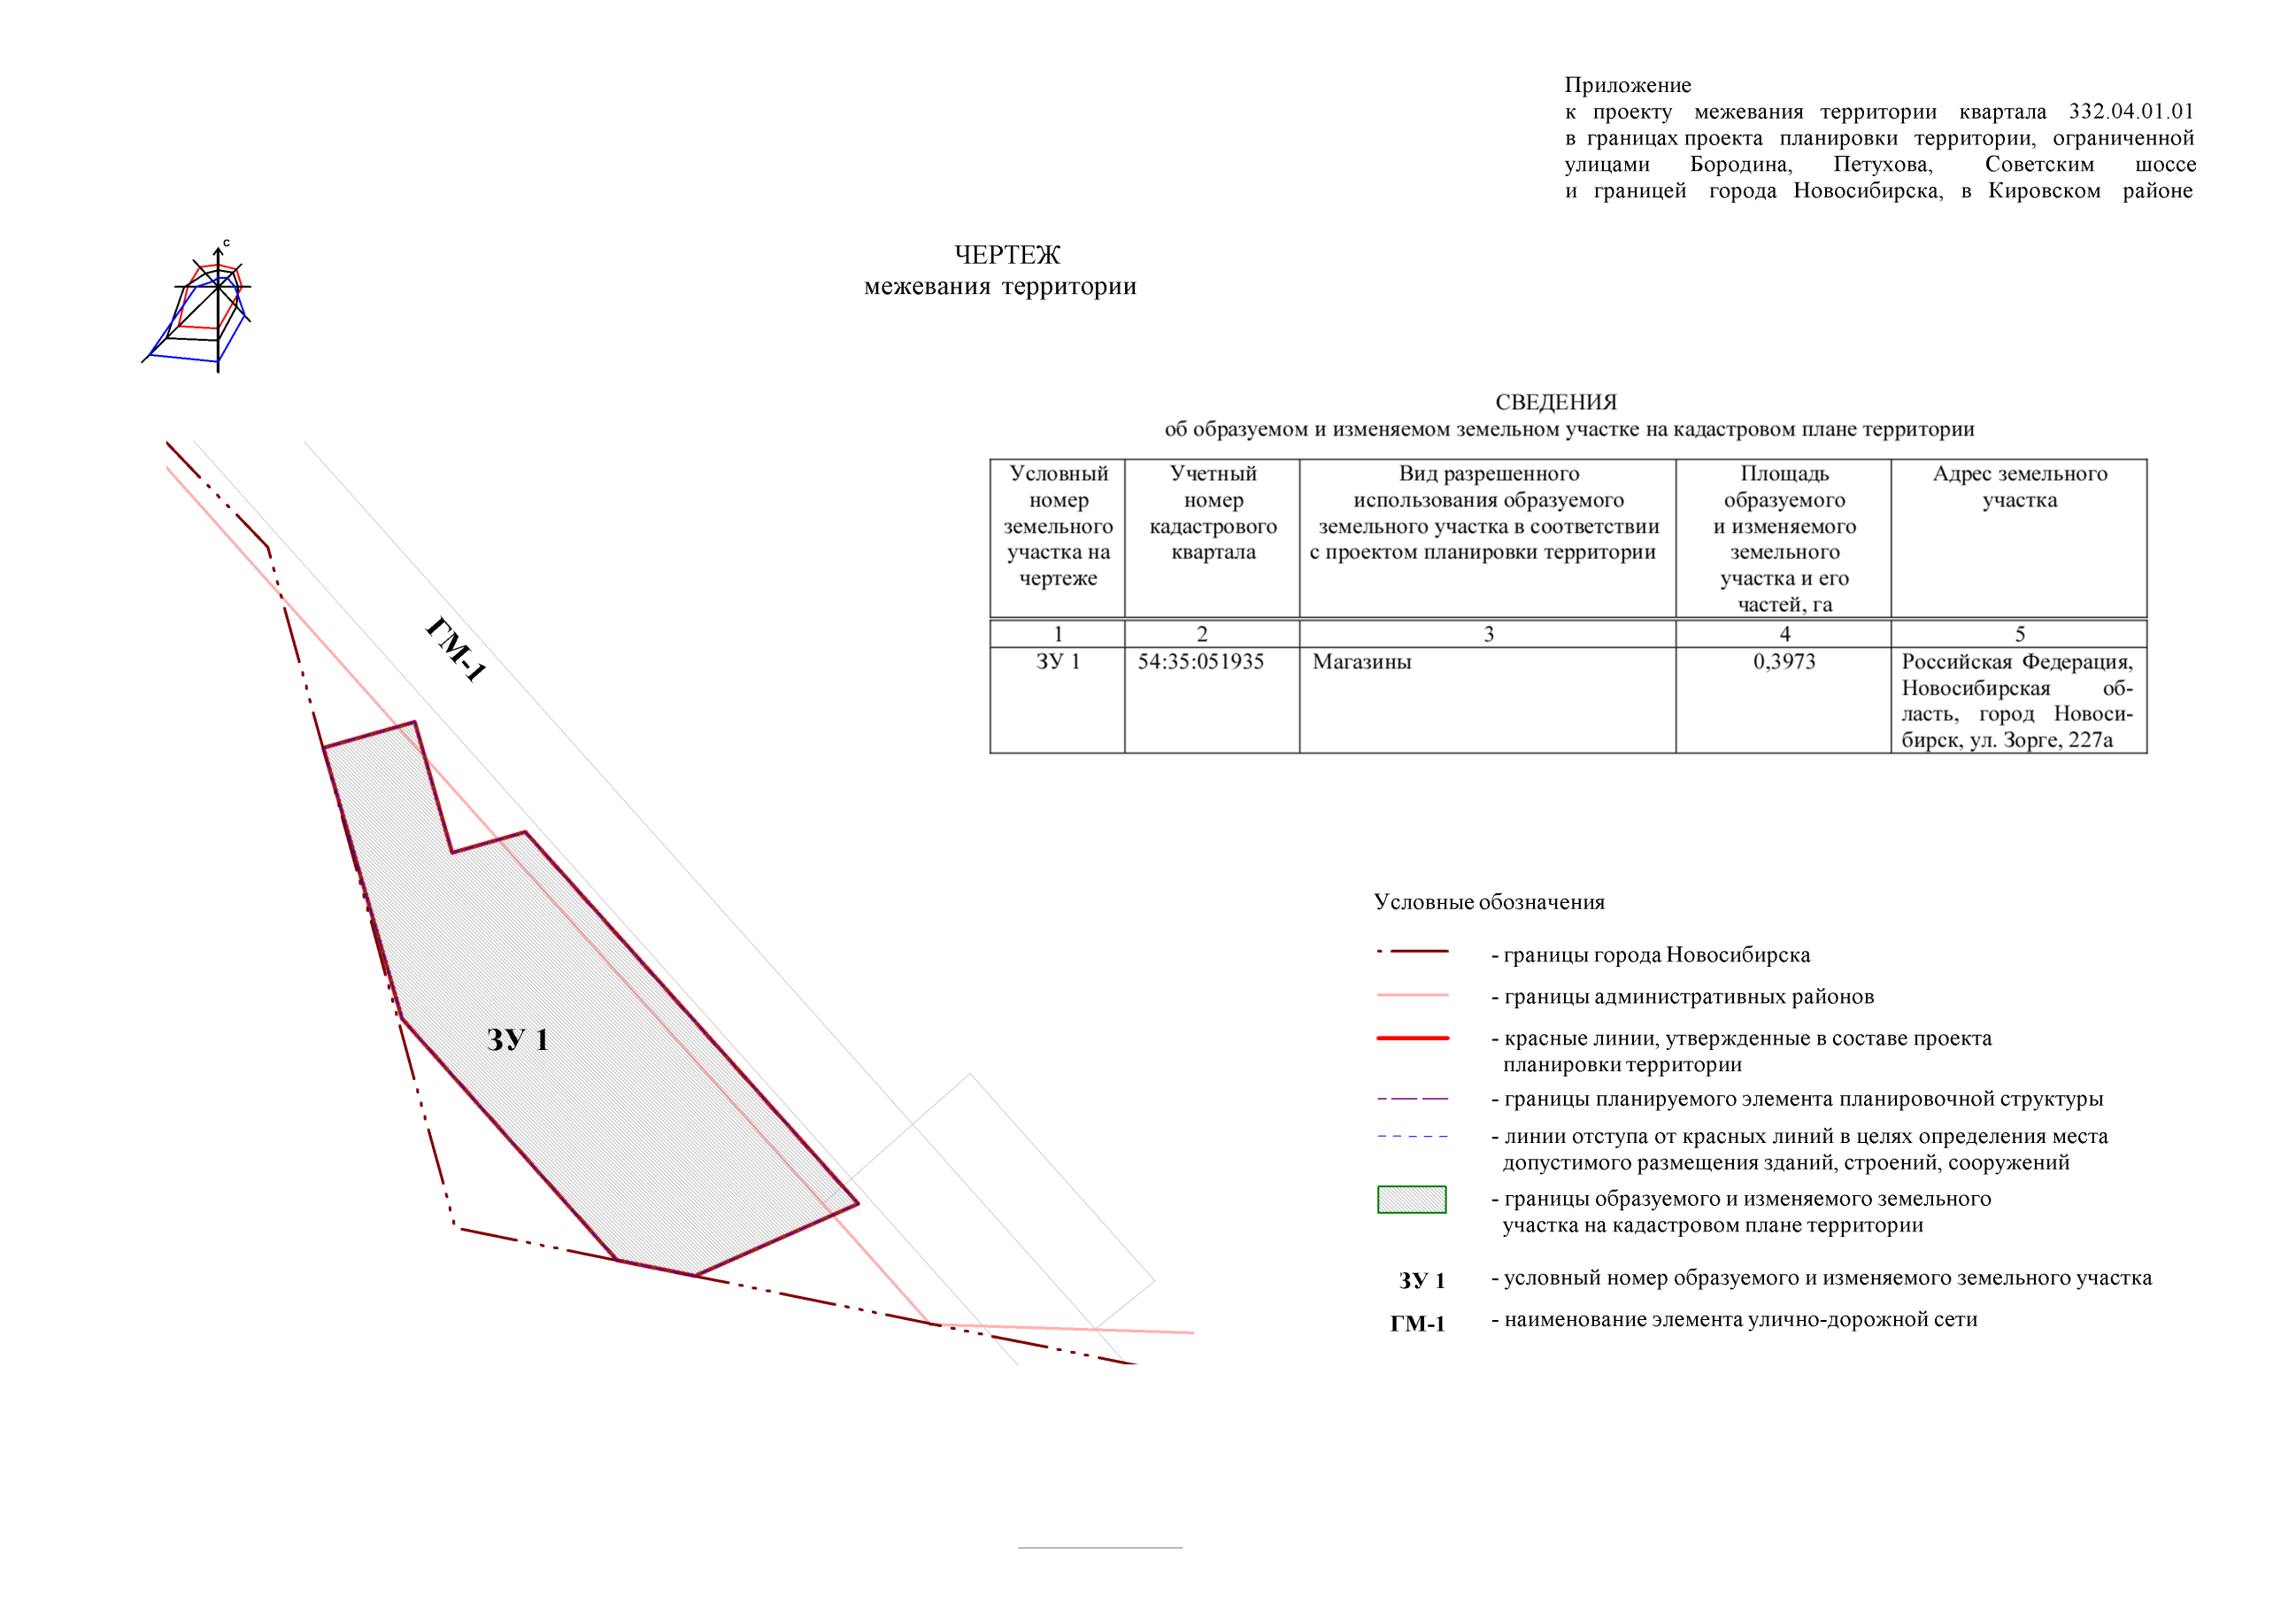 Приложение
к проекту межевания территории квартала 332.04.01.01
в границах проекта планировки территории, ограниченной
улицами Бородина, Петухова, Советским шоссе
и границей города Новосибирска, в Кировском районе
с
ЧЕРТЕЖ
межевания территории
СВЕДЕНИЯ
об образуемом и изменяемом земельном участке на кадастровом плане территории
Условный
номер
земельного
участка на
чертеже
Учетный
номер
кадастрового
квартала
Вид разрешенного
использования образуемого
земельного участка в соответствии
с проектом планировки территории
Площадь
образуемого
и изменяемого
земельного
участка и его
частей, га
Адрес земельного
участка
1 2 3 4 5
ЗУ 1
54:35:051935
Магазины
0,3973
Российская Федерация,
Новосибирская об-
ласть, город Новоси-
бирск, ул. Зорге, 227а
ГМ-1
ЗУ 1
Условные обозначения
- границы города Новосибирска
- границы административных районов
- красные линии, утвержденные в составе проекта
планировки территории
- границы планируемого элемента планировочной структуры
- линии отступа от красных линий в целях определения места
допустимого размещения зданий, строений, сооружений
- границы образуемого и изменяемого земельного
участка на кадастровом плане территории
ЗУ 1 - условный номер образуемого и изменяемого земельного участка
ГМ-1 - наименование элемента улично-дорожной сети